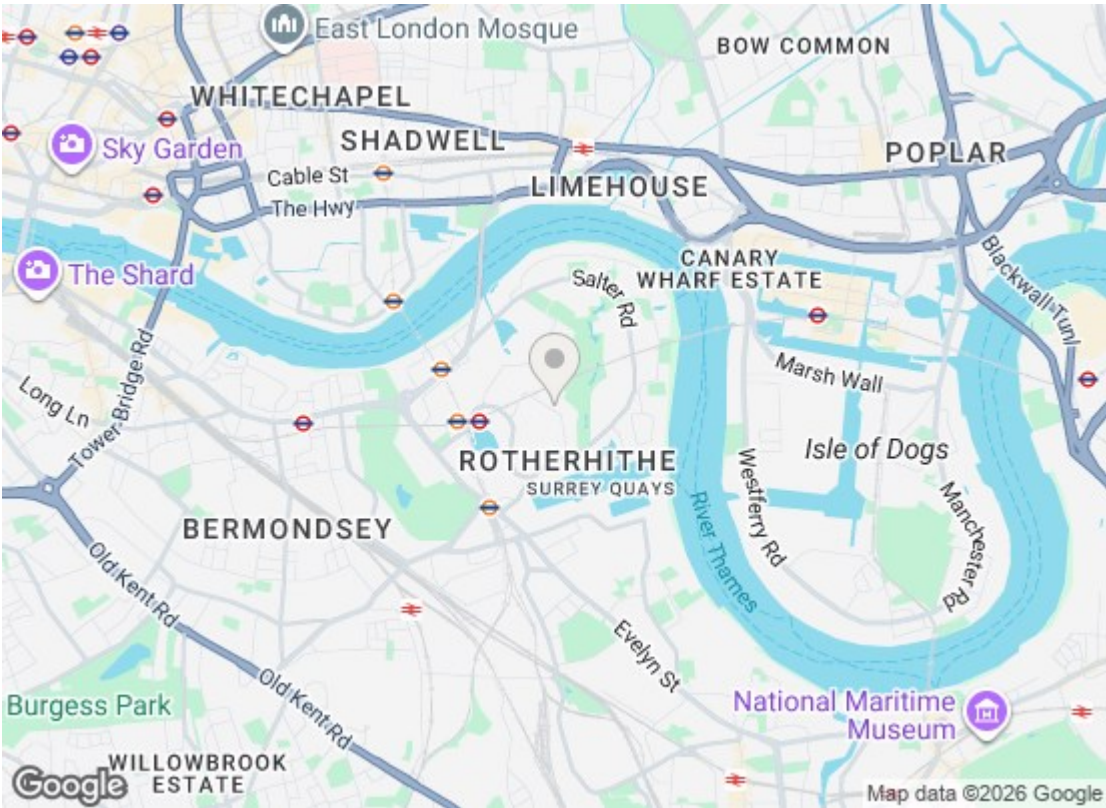 East London Mosque
BOW COMMON
WHITECHAPEL
SHADWELL
Sky Garden
POPLAR
Cable St
LIMEHOUSE
The Hwy
CANARY
WHARF ESTATE
Blackwall Tunl
The Shard
Salter Rd
Tower Bridge Rd
Marsh Wall
Long Ln
Isle of Dogs
ROTHERHITHE
SURREY QUAYS
Westferry Rd
Manchester Rd
River Thames
BERMONDSEY
Old Kent Rd
Evelyn St
Old Kent Rd
Burgess Park
National Maritime
Museum
WILLOWBROOK
ESTATE
Google
Map data ©2026 Google